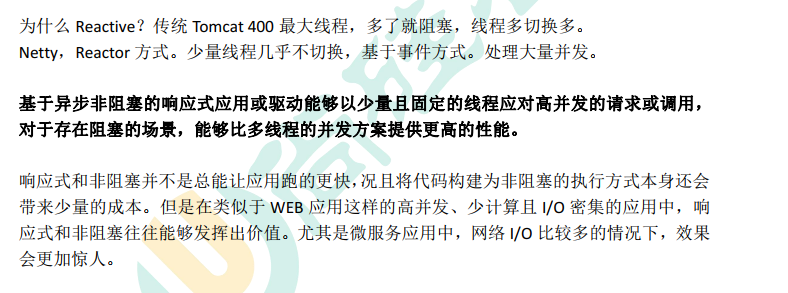 为什么 Reactive？传统 Tomcat 400 最大线程，多了就阻塞，线程多切换多。
Netty，Reactor 方式。少量线程几乎不切换，基于事件方式。处理大量并发。
基于异步非阻塞的响应式应用或驱动能够以少量且固定的线程应对高并发的请求或调用，
对于存在阻塞的场景，能够比多线程的并发方案提供更高的性能。
响应式和非阻塞并不是总能让应用跑的更快，况且将代码构建为非阻塞的执行方式本身还会
带来少量的成本。但是在类似于 WEB 应用这样的高并发、少计算且 I/O 密集的应用中，响
应式和非阻塞往往能够发挥出价值。尤其是微服务应用中，网络 I/O 比较多的情况下，效果
会更加惊人。